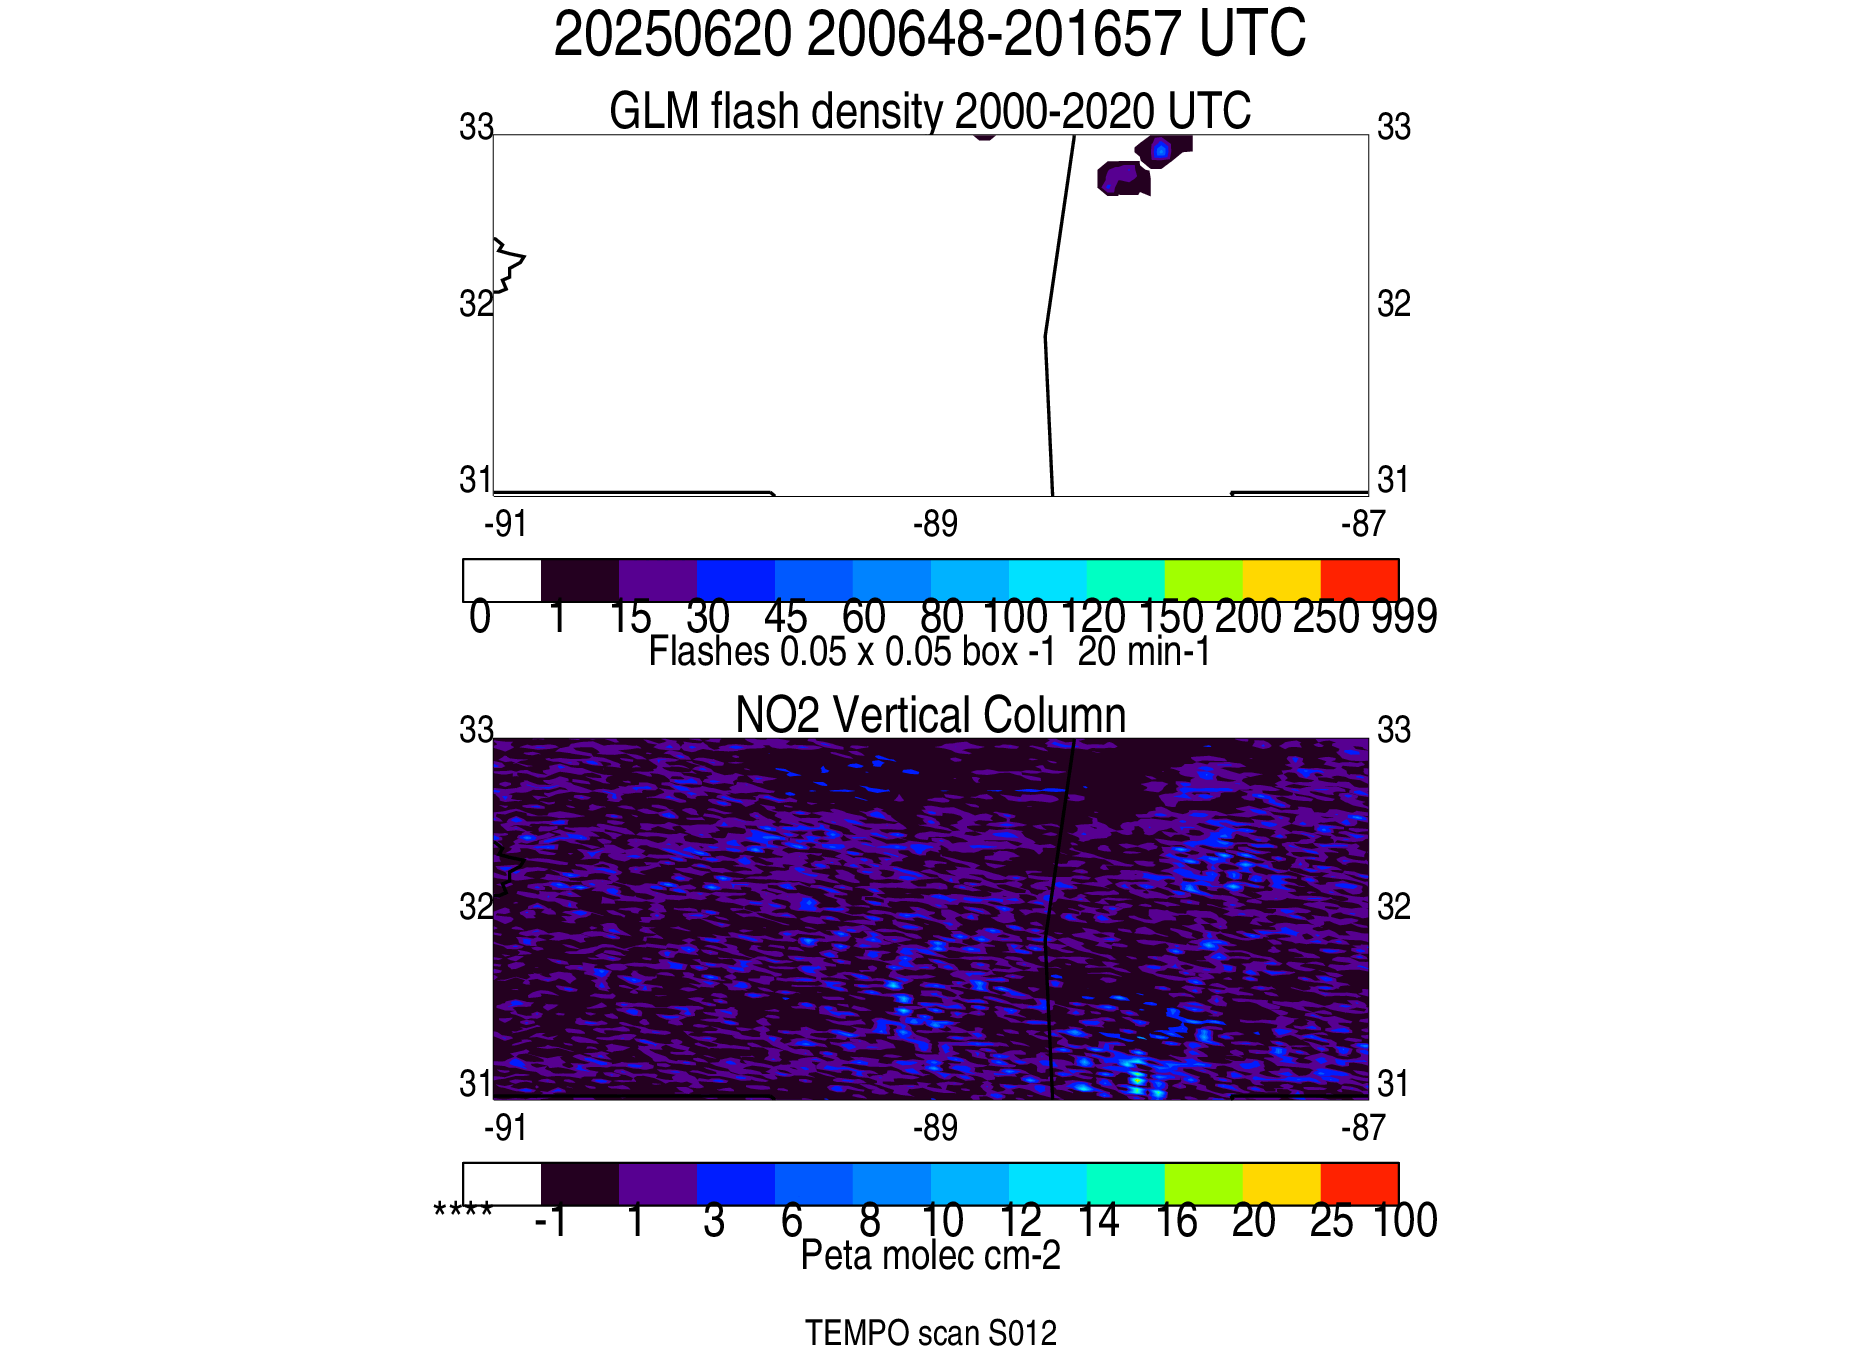 20250620 200648-201657 UTC
GLM flash density 2000-2020 UTC
33 33
32 32
31 31
-91 -89 -87
0 1 15 30 45 60 80 100 120 150 200 250 999
Flashes 0.05 x 0.05 box -1 20 min-1
NO2 Vertical Column
33 33
32 32
31 31
-91 -89 -87
**** -1 1 3 6 8 10 12 14 16 20 25 100
Peta molec cm-2
TEMPO scan S012